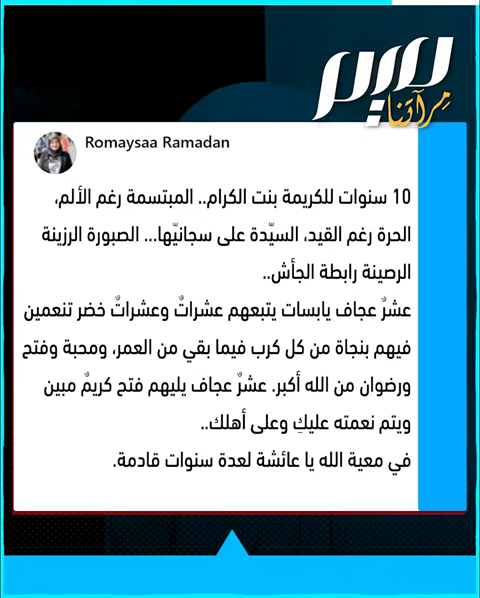 سير
مِرآتنا
Romaysaa Ramadan
10 سنوات للكريمة بنت الكرام.. المبتسمة رغم الألم،
الحرة رغم القيد، السيّدة على سجانيّها... الصبورة الرزينة
الرصينة رابطة الجأش..
عشرٌ عجاف يابسات يتبعهم عشراتٌ وعشراتٌ خضر تنعمين
فيهم بنجاة من كل كرب فيما بقي من العمر، ومحبة وفتح
ورضوان من الله أكبر. عشرٌ عجاف يليهم فتح كريمٌ مبين
ويتم نعمته عليكِ وعلى أهلك..
في معية الله يا عائشة لعدة سنوات قادمة.